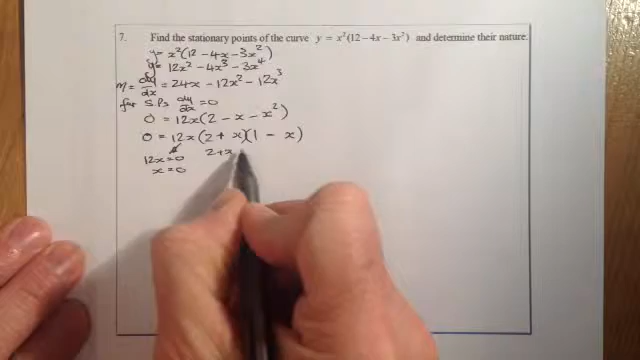 7. Find the stationary points of the curve y = x²(12 – 4x – 3x²) and determine their nature.
y = x²(12 - 4x - 3x²)
y = 12x² - 4x³ - 3x⁴
m = dy/dx = 24x - 12x² - 12x³
for S.P.s dy/dx = 0
0 = 12x(2 - x - x²)
0 = 12x(2 + x)(1 - x)
12x = 0 2+x
x = 0